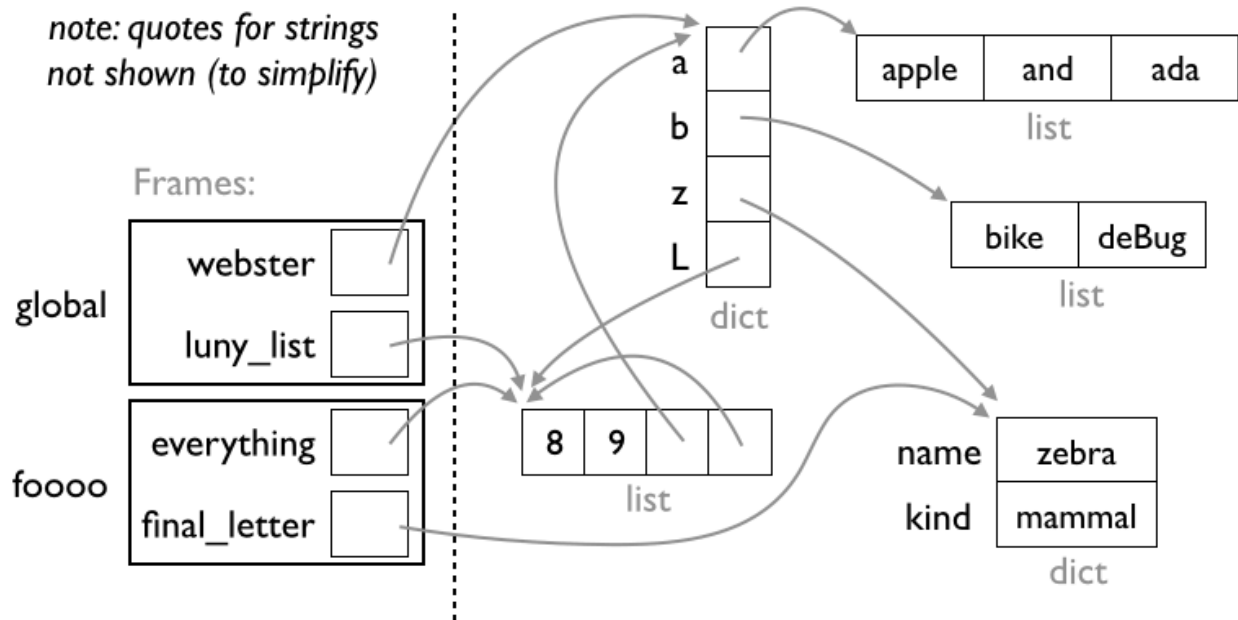 note: quotes for strings
not shown (to simplify)
Frames:
global
webster
luny_list
foooo
everything
final_letter
a
b
z
L
dict
apple and ada
list
bike deBug
list
8 9
list
name zebra
kind mammal
dict